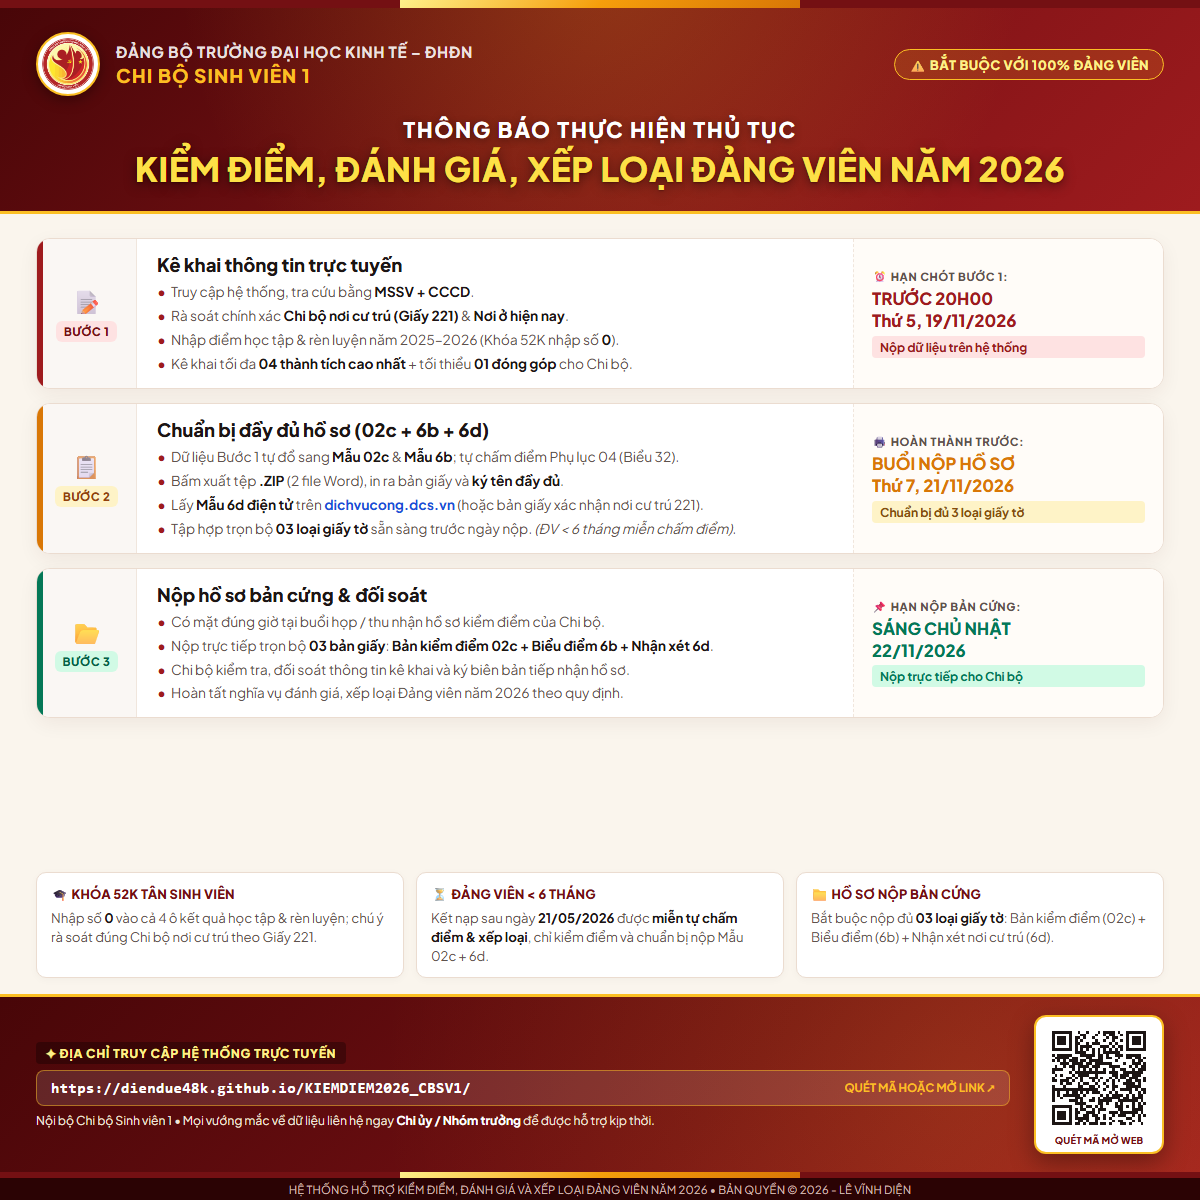 ĐẢNG BỘ TRƯỜNG ĐẠI HỌC KINH TẾ – ĐHĐN
CHI BỘ SINH VIÊN 1
⚠ BẮT BUỘC VỚI 100% ĐẢNG VIÊN
THÔNG BÁO THỰC HIỆN THỦ TỤC
KIỂM ĐIỂM, ĐÁNH GIÁ, XẾP LOẠI ĐẢNG VIÊN NĂM 2026
BƯỚC 1
Kê khai thông tin trực tuyến
• Truy cập hệ thống, tra cứu bằng MSSV + CCCD.
• Rà soát chính xác Chi bộ nơi cư trú (Giấy 221) & Nơi ở hiện nay.
• Nhập điểm học tập & rèn luyện năm 2025–2026 (Khóa 52K nhập số 0).
• Kê khai tối đa 04 thành tích cao nhất + tối thiểu 01 đóng góp cho Chi bộ.
HẠN CHÓT BƯỚC 1:
TRƯỚC 20H00
Thứ 5, 19/11/2026
Nộp dữ liệu trên hệ thống
BƯỚC 2
Chuẩn bị đầy đủ hồ sơ (02c + 6b + 6d)
• Dữ liệu Bước 1 tự đổ sang Mẫu 02c & Mẫu 6b; tự chấm điểm Phụ lục 04 (Biểu 32).
• Bấm xuất tệp .ZIP (2 file Word), in ra bản giấy và ký tên đầy đủ.
• Lấy Mẫu 6d điện tử trên dichvucong.dcs.vn (hoặc bản giấy xác nhận nơi cư trú 221).
• Tập hợp trọn bộ 03 loại giấy tờ sẵn sàng trước ngày nộp. (ĐV < 6 tháng miễn chấm điểm).
HOÀN THÀNH TRƯỚC:
BUỔI NỘP HỒ SƠ
Thứ 7, 21/11/2026
Chuẩn bị đủ 3 loại giấy tờ
BƯỚC 3
Nộp hồ sơ bản cứng & đối soát
• Có mặt đúng giờ tại buổi họp / thu nhận hồ sơ kiểm điểm của Chi bộ.
• Nộp trực tiếp trọn bộ 03 bản giấy: Bản kiểm điểm 02c + Biểu điểm 6b + Nhận xét 6d.
• Chi bộ kiểm tra, đối soát thông tin kê khai và ký biên bản tiếp nhận hồ sơ.
• Hoàn tất nghĩa vụ đánh giá, xếp loại Đảng viên năm 2026 theo quy định.
HẠN NỘP BẢN CỨNG:
SÁNG CHỦ NHẬT
22/11/2026
Nộp trực tiếp cho Chi bộ
KHÓA 52K TÂN SINH VIÊN
Nhập số 0 vào cả 4 ô kết quả học tập & rèn luyện; chú ý
rà soát đúng Chi bộ nơi cư trú theo Giấy 221.
ĐẢNG VIÊN < 6 THÁNG
Kết nạp sau ngày 21/05/2026 được miễn tự chấm
điểm & xếp loại, chỉ kiểm điểm và chuẩn bị nộp Mẫu
02c + 6d.
HỒ SƠ NỘP BẢN CỨNG
Bắt buộc nộp đủ 03 loại giấy tờ: Bản kiểm điểm (02c) +
Biểu điểm (6b) + Nhận xét nơi cư trú (6d).
✦ ĐỊA CHỈ TRUY CẬP HỆ THỐNG TRỰC TUYẾN
https://diendue48k.github.io/KIEMDIEM2026_CBSV1/
QUÉT MÃ HOẶC MỞ LINK ↗
Nội bộ Chi bộ Sinh viên 1 • Mọi vướng mắc về dữ liệu liên hệ ngay Chi ủy / Nhóm trưởng để được hỗ trợ kịp thời.
QUÉT MÃ MỞ WEB
HỆ THỐNG HỖ TRỢ KIỂM ĐIỂM, ĐÁNH GIÁ VÀ XẾP LOẠI ĐẢNG VIÊN NĂM 2026 • BẢN QUYỀN © 2026 - LÊ VĨNH DIỆN